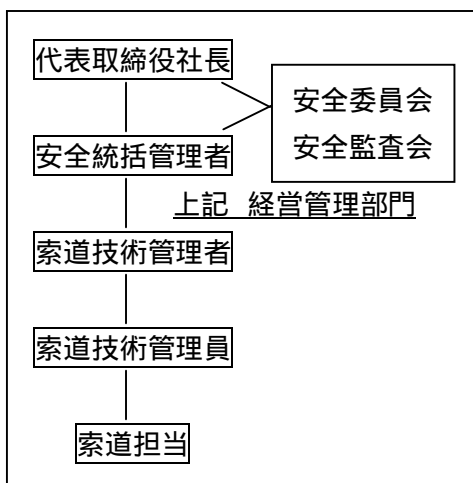 代表取締役社長
安全委員会
安全監査会
安全統括管理者
上記 経営管理部門
索道技術管理者
索道技術管理員
索道担当